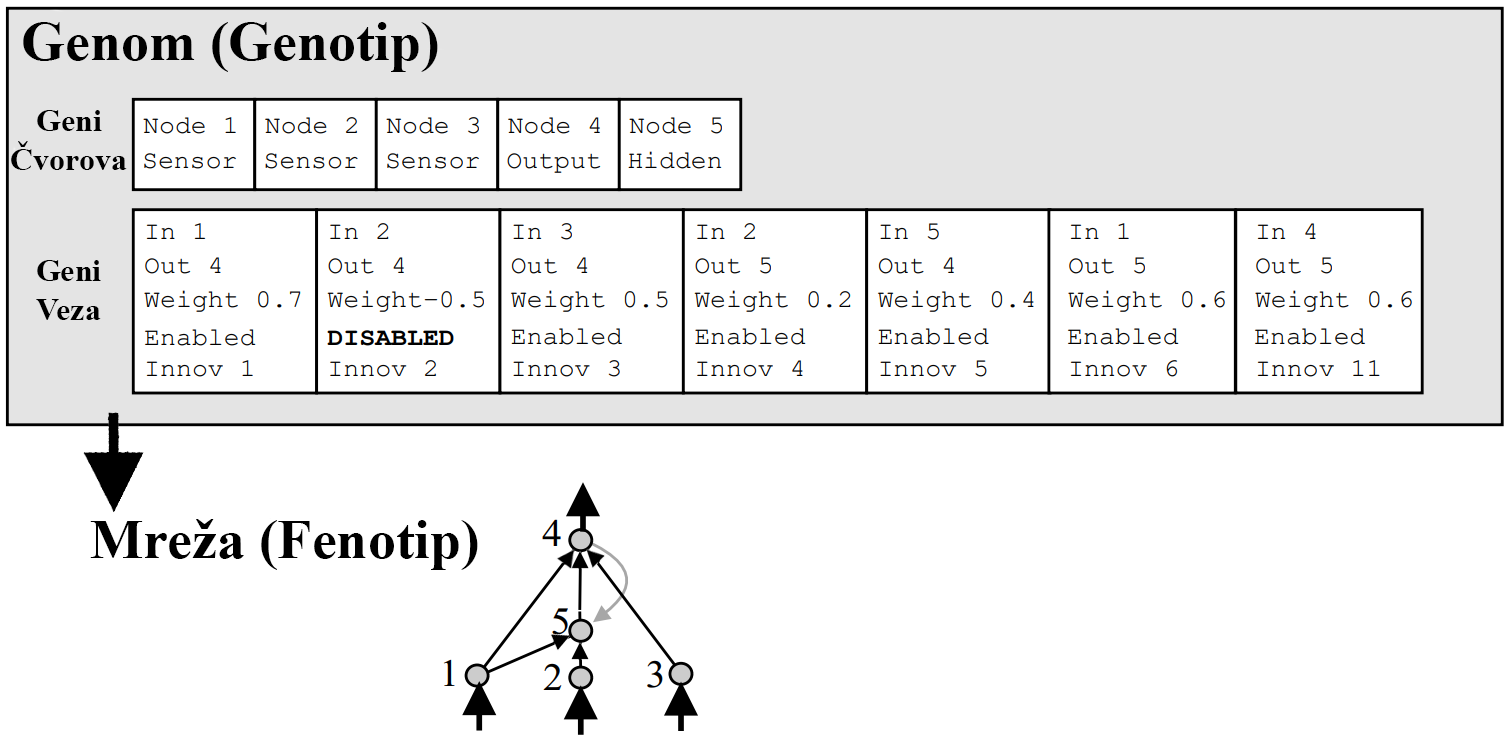 Genom (Genotip)
Geni
Čvorova
Node 1 Node 2 Node 3 Node 4 Node 5
Sensor Sensor Sensor Output Hidden
Geni
Veza
In 1 In 2 In 3 In 2 In 5 In 1 In 4
Out 4 Out 4 Out 4 Out 5 Out 4 Out 5 Out 5
Weight 0.7 Weight-0.5 Weight 0.5 Weight 0.2 Weight 0.4 Weight 0.6 Weight 0.6
Enabled DISABLED Enabled Enabled Enabled Enabled Enabled
Innov 1 Innov 2 Innov 3 Innov 4 Innov 5 Innov 6 Innov 11
Mreža (Fenotip)
4
5
1 2 3